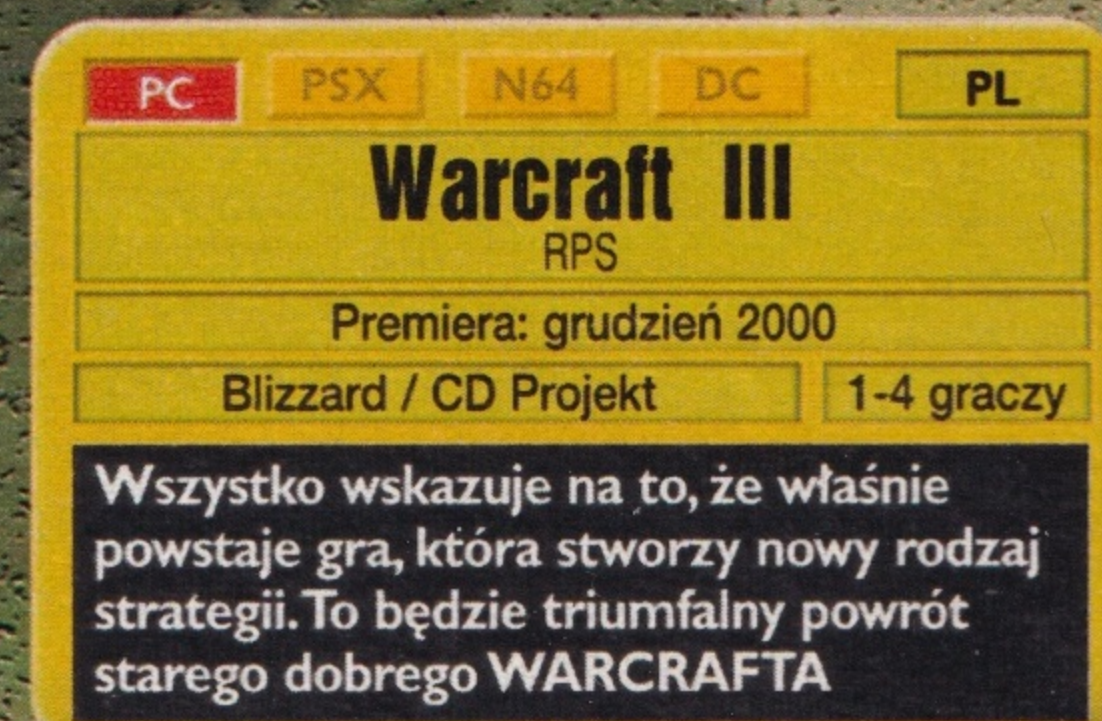 PC PSX N64 DC PL
Warcraft III
RPS
Premiera: grudzień 2000
Blizzard / CD Projekt 1-4 graczy
Wszystko wskazuje na to, że właśnie
powstaje gra, która stworzy nowy rodzaj
strategii. To będzie triumfalny powrót
starego dobrego WARCRAFTA